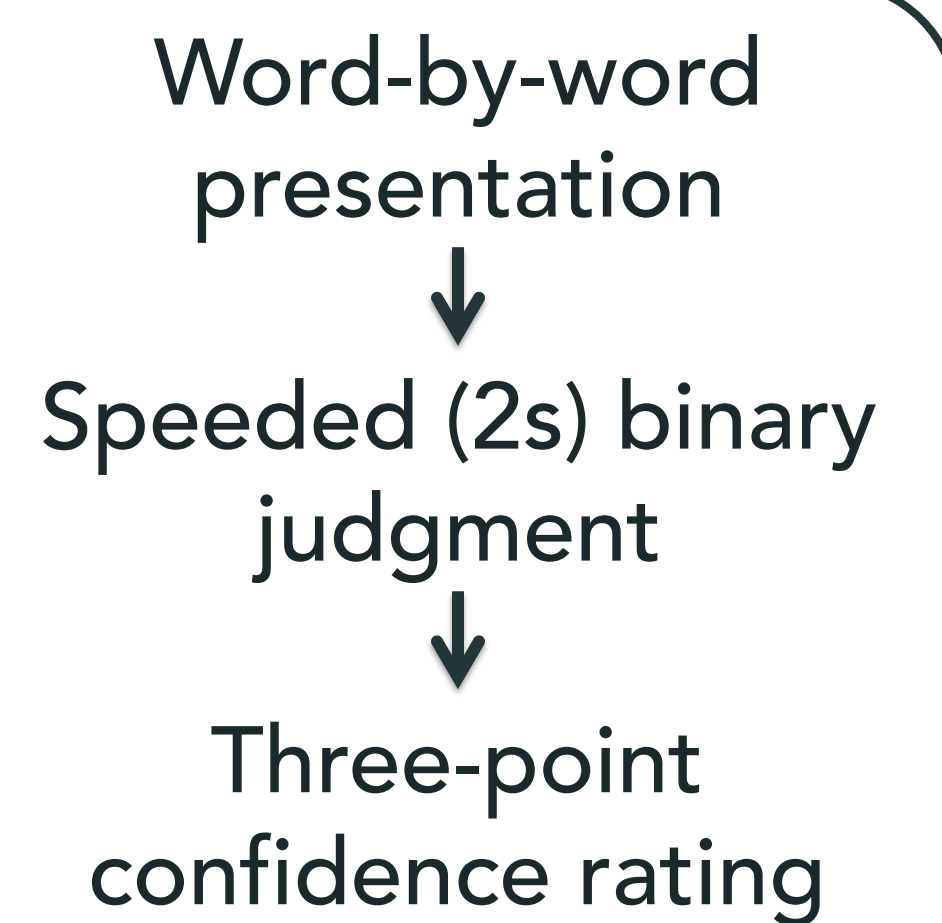 Word-by-word
presentation
Speeded (2s) binary
judgment
Three-point
confidence rating